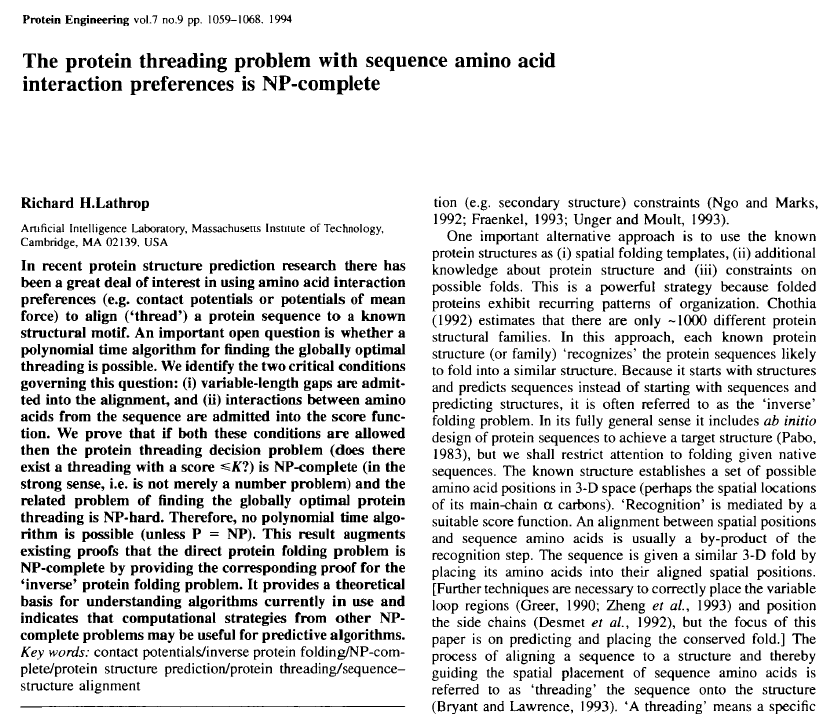 Protein Engineering vol.7 no.9 pp. 1059–1068. 1994
The protein threading problem with sequence amino acid
interaction preferences is NP-complete
Richard H.Lathrop
Artificial Intelligence Laboratory, Massachusetts Institute of Technology,
Cambridge, MA 02139, USA
In recent protein structure prediction research there has
been a great deal of interest in using amino acid interaction
preferences (e.g. contact potentials or potentials of mean
force) to align (‘thread’) a protein sequence to a known
structural motif. An important open question is whether a
polynomial time algorithm for finding the globally optimal
threading is possible. We identify the two critical conditions
governing this question: (i) variable-length gaps are admit-
ted into the alignment, and (ii) interactions between amino
acids from the sequence are admitted into the score func-
tion. We prove that if both these conditions are allowed
then the protein threading decision problem (does there
exist a threading with a score ≤K?) is NP-complete (in the
strong sense, i.e. is not merely a number problem) and the
related problem of finding the globally optimal protein
threading is NP-hard. Therefore, no polynomial time algo-
rithm is possible (unless P = NP). This result augments
existing proofs that the direct protein folding problem is
NP-complete by providing the corresponding proof for the
‘inverse’ protein folding problem. It provides a theoretical
basis for understanding algorithms currently in use and
indicates that computational strategies from other NP-
complete problems may be useful for predictive algorithms.
Key words: contact potentials/inverse protein folding/NP-com-
plete/protein structure prediction/protein threading/sequence–
structure alignment
tion (e.g. secondary structure) constraints (Ngo and Marks,
1992; Fraenkel, 1993; Unger and Moult, 1993).
One important alternative approach is to use the known
protein structures as (i) spatial folding templates, (ii) additional
knowledge about protein structure and (iii) constraints on
possible folds. This is a powerful strategy because folded
proteins exhibit recurring patterns of organization. Chothia
(1992) estimates that there are only ~1000 different protein
structural families. In this approach, each known protein
structure (or family) ‘recognizes’ the protein sequences likely
to fold into a similar structure. Because it starts with structures
and predicts sequences instead of starting with sequences and
predicting structures, it is often referred to as the ‘inverse’
folding problem. In its fully general sense it includes ab initio
design of protein sequences to achieve a target structure (Pabo,
1983), but we shall restrict attention to folding given native
sequences. The known structure establishes a set of possible
amino acid positions in 3-D space (perhaps the spatial locations
of its main-chain α carbons). ‘Recognition’ is mediated by a
suitable score function. An alignment between spatial positions
and sequence amino acids is usually a by-product of the
recognition step. The sequence is given a similar 3-D fold by
placing its amino acids into their aligned spatial positions.
[Further techniques are necessary to correctly place the variable
loop regions (Greer, 1990; Zheng et al., 1993) and position
the side chains (Desmet et al., 1992), but the focus of this
paper is on predicting and placing the conserved fold.] The
process of aligning a sequence to a structure and thereby
guiding the spatial placement of sequence amino acids is
referred to as ‘threading’ the sequence onto the structure
(Bryant and Lawrence, 1993). ‘A threading’ means a specific